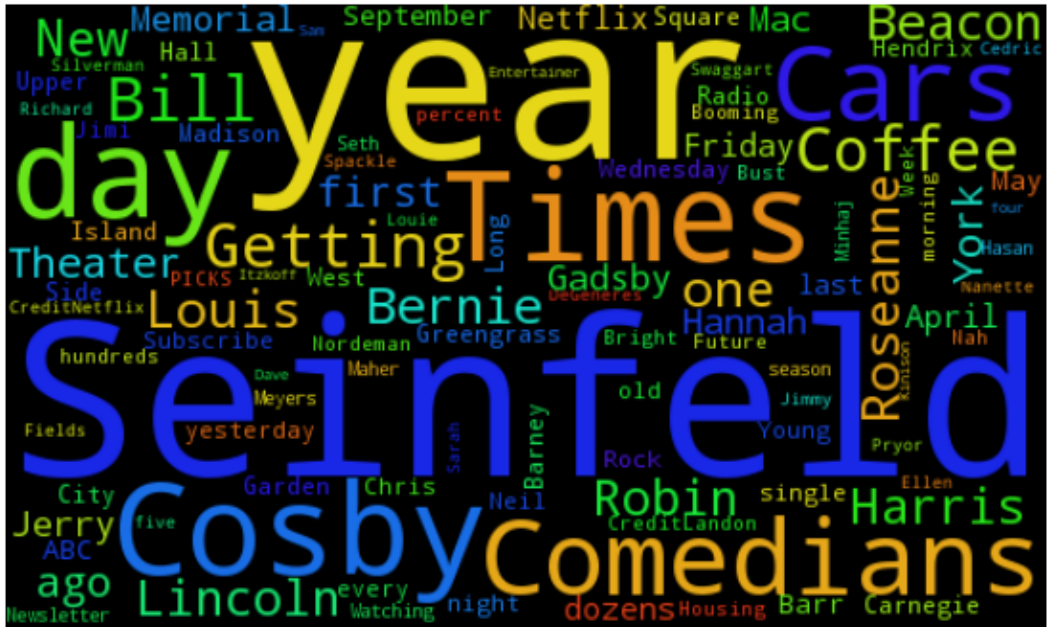 Memorial Sam September Netflix Square Mac Beacon
New Hall year Entertainer Swaggart Cars Hendrix Cedric
Silverman Upper Bill percent Radio Booming
Richard Jimi Madison Seth Friday Coffee
day Spackle Wednesday Bust Week May
first Times Roseanne morning York four
Island Getting Louie Long Minhaj Hasan
Theater PICKS Itzkoff West Gadsby one last Nanette
Side DeGeneres
CreditNetflix Louis Bernie Hannah April
Subscribe Nordeman Greengrass Bright Future Nah
hundreds Seinfeld Maher season Kinison
Dave Meyers old Jimmy
Fields yesterday Sarah Barney Young Pryor
Rock
City Garden Chris Neil Robin single Ellen Harris
Jerry five Cosby CreditLandon
ABC Comedians
ago Lincoln every
Newsletter Watching night dozens Housing Barr Carnegie